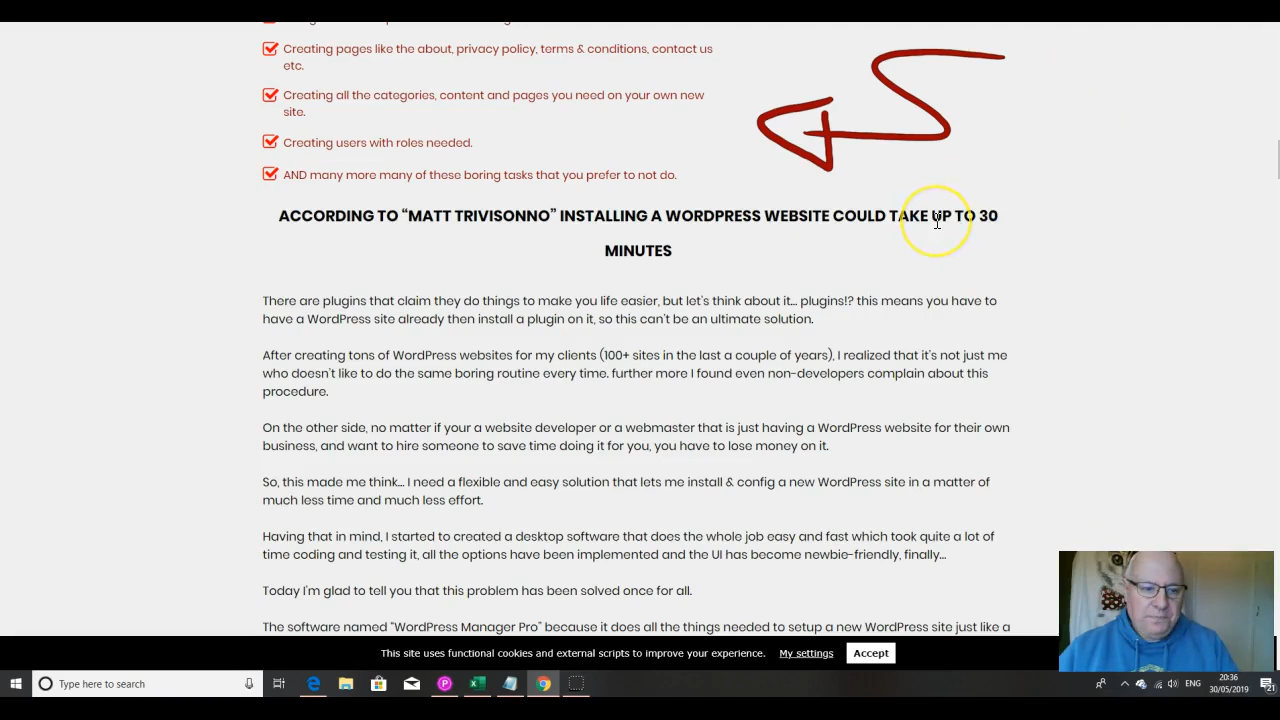 Creating pages like the about, privacy policy, terms & conditions, contact us
etc.
Creating all the categories, content and pages you need on your own new
site.
Creating users with roles needed.
AND many more many of these boring tasks that you prefer to not do.
ACCORDING TO “MATT TRIVISONNO” INSTALLING A WORDPRESS WEBSITE COULD TAKE UP TO 30
MINUTES
There are plugins that claim they do things to make you life easier, but let's think about it... plugins!? this means you have to
have a WordPress site already then install a plugin on it, so this can't be an ultimate solution.
After creating tons of WordPress websites for my clients (100+ sites in the last a couple of years), I realized that it's not just me
who doesn't like to do the same boring routine every time. further more I found even non-developers complain about this
procedure.
On the other side, no matter if your a website developer or a webmaster that is just having a WordPress website for their own
business, and want to hire someone to save time doing it for you, you have to lose money on it.
So, this made me think... I need a flexible and easy solution that lets me install & config a new WordPress site in a matter of
much less time and much less effort.
Having that in mind, I started to created a desktop software that does the whole job easy and fast which took quite a lot of
time coding and testing it, all the options have been implemented and the UI has become newbie-friendly, finally...
Today I'm glad to tell you that this problem has been solved once for all.
The software named “WordPress Manager Pro” because it does all the things needed to setup a new WordPress site just like a
This site uses functional cookies and external scripts to improve your experience.
My settings
Accept
Type here to search
ENG
20:36
30/05/2019
21